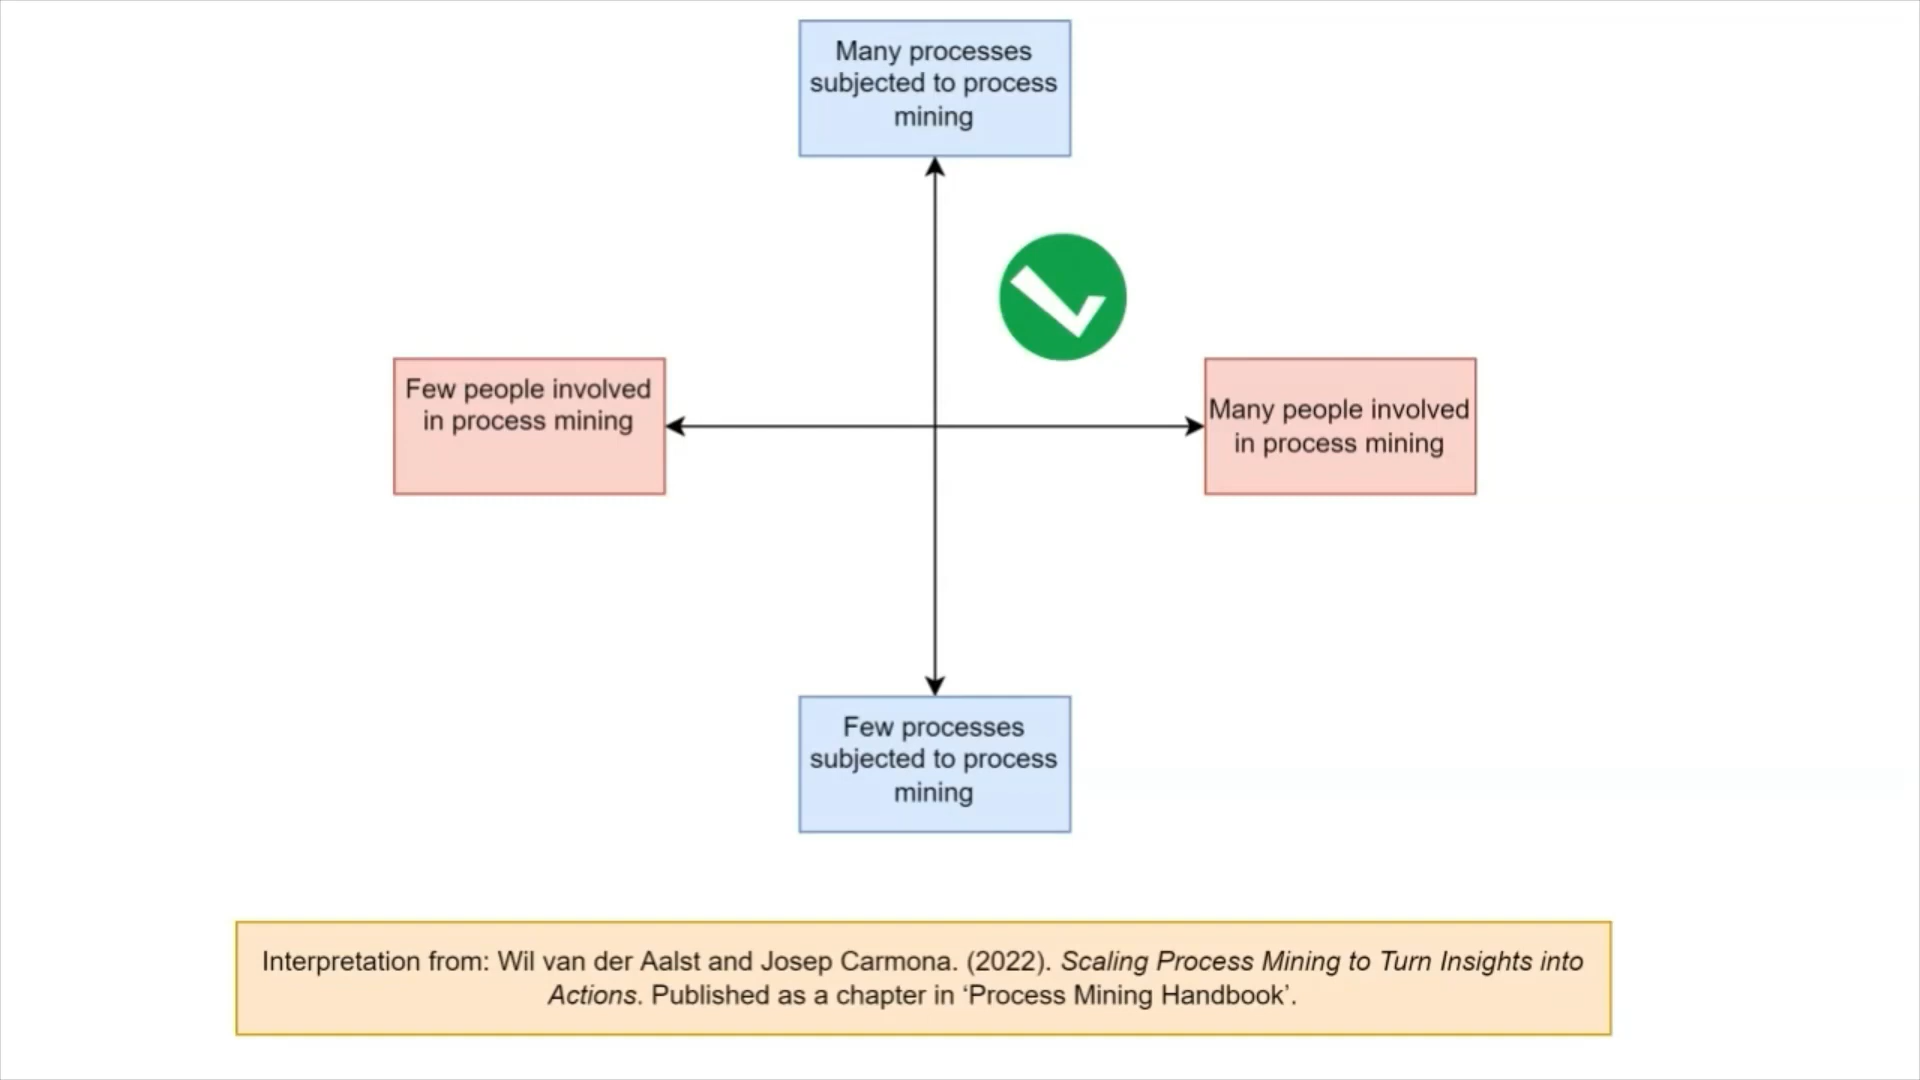 Many processes
subjected to process
mining
Few people involved
in process mining
Many people involved
in process mining
Few processes
subjected to process
mining
Interpretation from: Wil van der Aalst and Josep Carmona. (2022). Scaling Process Mining to Turn Insights into
Actions. Published as a chapter in ‘Process Mining Handbook’.